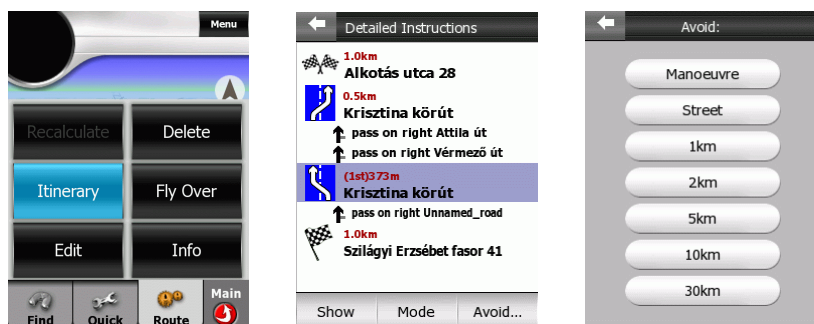 Menu
Recalculate
Delete
Itinerary
Fly Over
Edit
Info
Find
Quick
Route
Main
Detailed Instructions
1.0km
Alkotás utca 28
0.5km
Krisztina körút
pass on right Attila út
pass on right Vérmező út
(1st)373m
Krisztina körút
pass on right Unnamed_road
1.0km
Szilágyi Erzsébet fasor 41
Show Mode Avoid...
Avoid:
Manoeuvre
Street
1km
2km
5km
10km
30km